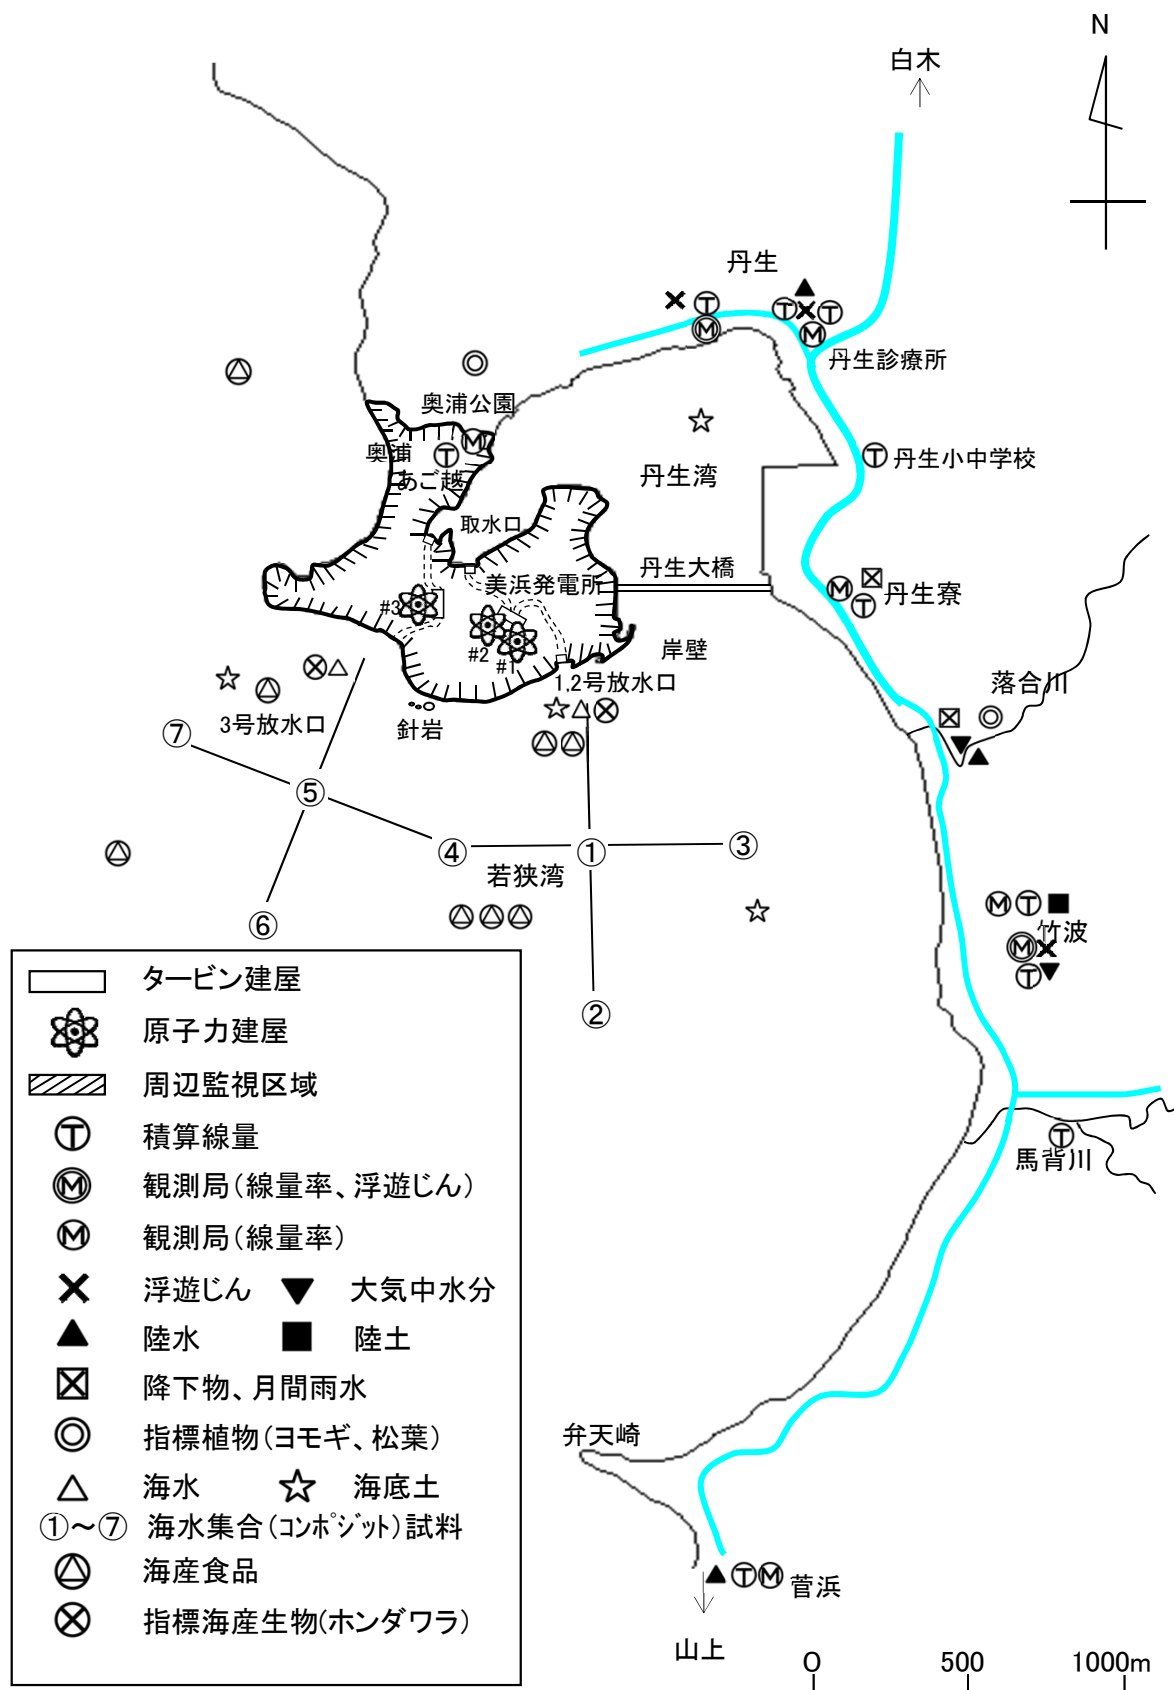 N
白木
丹生
丹生診療所
奥浦公園
奥浦
あご越
丹生湾
丹生小中学校
取水口
美浜発電所
丹生大橋
丹生寮
#3
#2
#1
岸壁
1,2号放水口
落合川
3号放水口
針岩
⑦
⑤
④
①
③
若狭湾
⑥
②
竹波
馬背川
タービン建屋
原子力建屋
周辺監視区域
T 積算線量
M 観測局(線量率、浮遊じん)
M 観測局(線量率)
浮遊じん 大気中水分
陸水 陸土
降下物、月間雨水
指標植物(ヨモギ、松葉)
海水 海底土
①～⑦ 海水集合(コンポジット)試料
海産食品
指標海産生物(ホンダワラ)
弁天崎
菅浜
山上
0 500 1000m